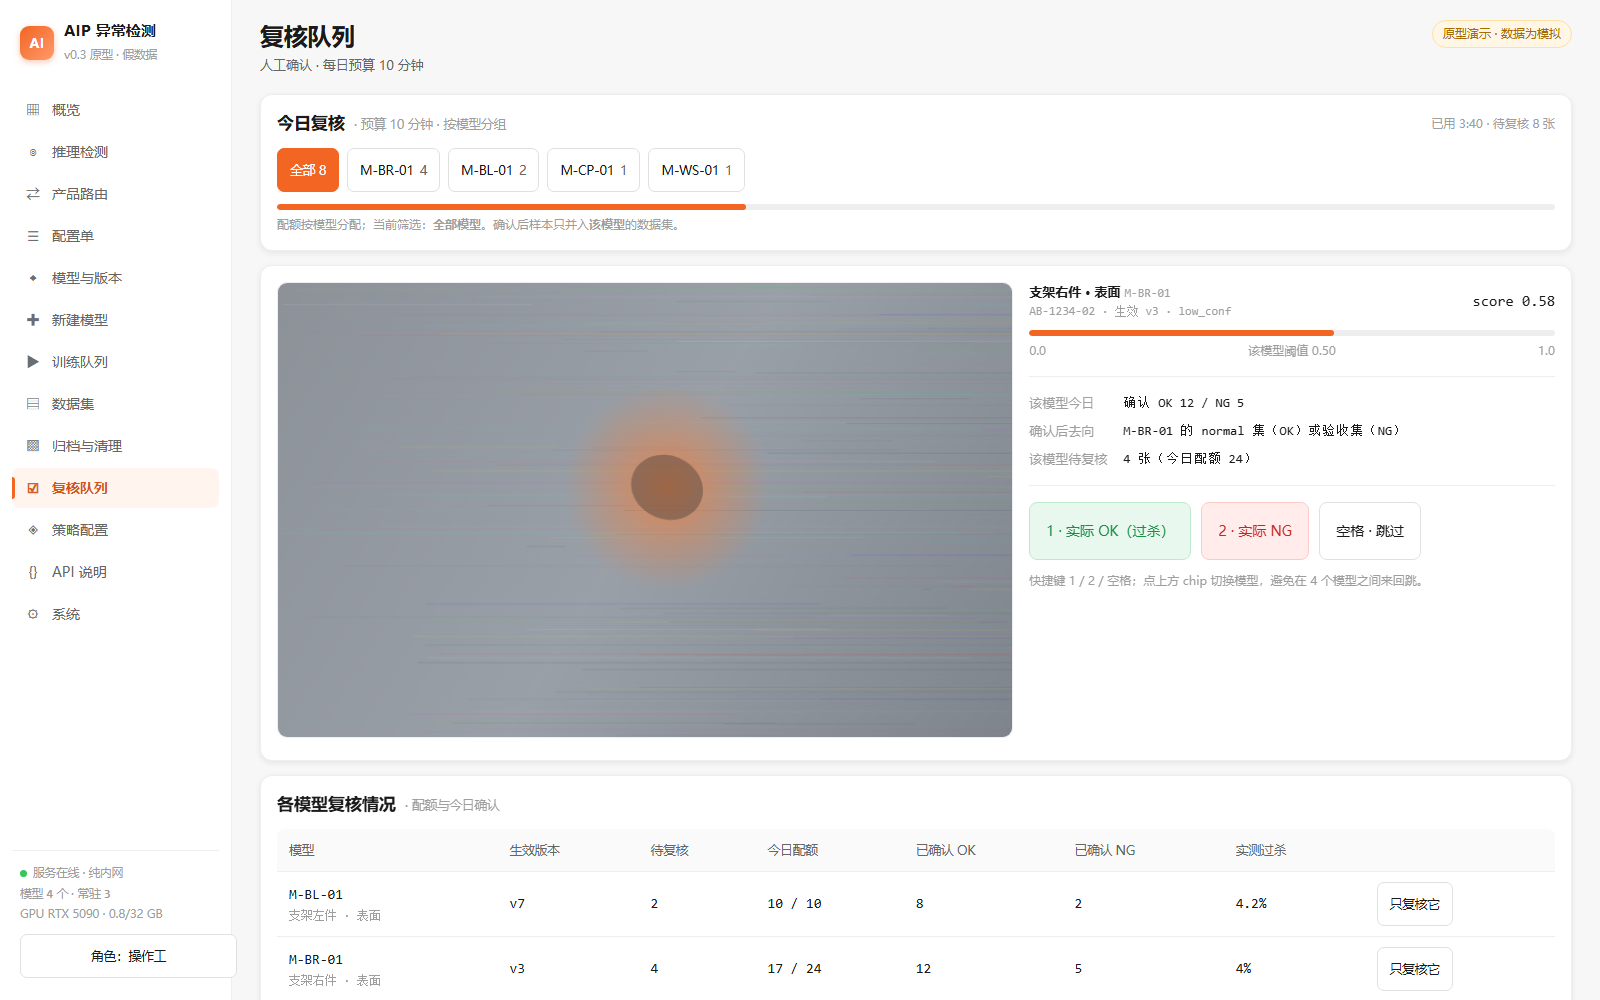 AI
AIP 异常检测
v0.3 原型 · 假数据
概览
推理检测
产品路由
配置单
模型与版本
新建模型
训练队列
数据集
归档与清理
复核队列
策略配置
{} API 说明
系统
服务在线 · 纯内网
模型 4 个 · 常驻 3
GPU RTX 5090 · 0.8/32 GB
角色：操作工
复核队列
人工确认 · 每日预算 10 分钟
原型演示 · 数据为模拟
今日复核 · 预算 10 分钟 · 按模型分组
已用 3:40 · 待复核 8 张
全部 8
M-BR-01 4
M-BL-01 2
M-CP-01 1
M-WS-01 1
配额按模型分配；当前筛选：全部模型。确认后样本只并入该模型的数据集。
支架右件 • 表面 M-BR-01
AB-1234-02 · 生效 v3 · low_conf
score 0.58
0.0 该模型阈值 0.50 1.0
该模型今日 确认 OK 12 / NG 5
确认后去向 M-BR-01 的 normal 集（OK）或验收集（NG）
该模型待复核 4 张（今日配额 24）
1 · 实际 OK（过杀）
2 · 实际 NG
空格 · 跳过
快捷键 1 / 2 / 空格；点上方 chip 切换模型，避免在 4 个模型之间来回跳。
各模型复核情况 · 配额与今日确认
模型 生效版本 待复核 今日配额 已确认 OK 已确认 NG 实测过杀
M-BL-01
支架左件 · 表面
v7 2 10 / 10 8 2 4.2% 只复核它
M-BR-01
支架右件 · 表面
v3 4 17 / 24 12 5 4% 只复核它